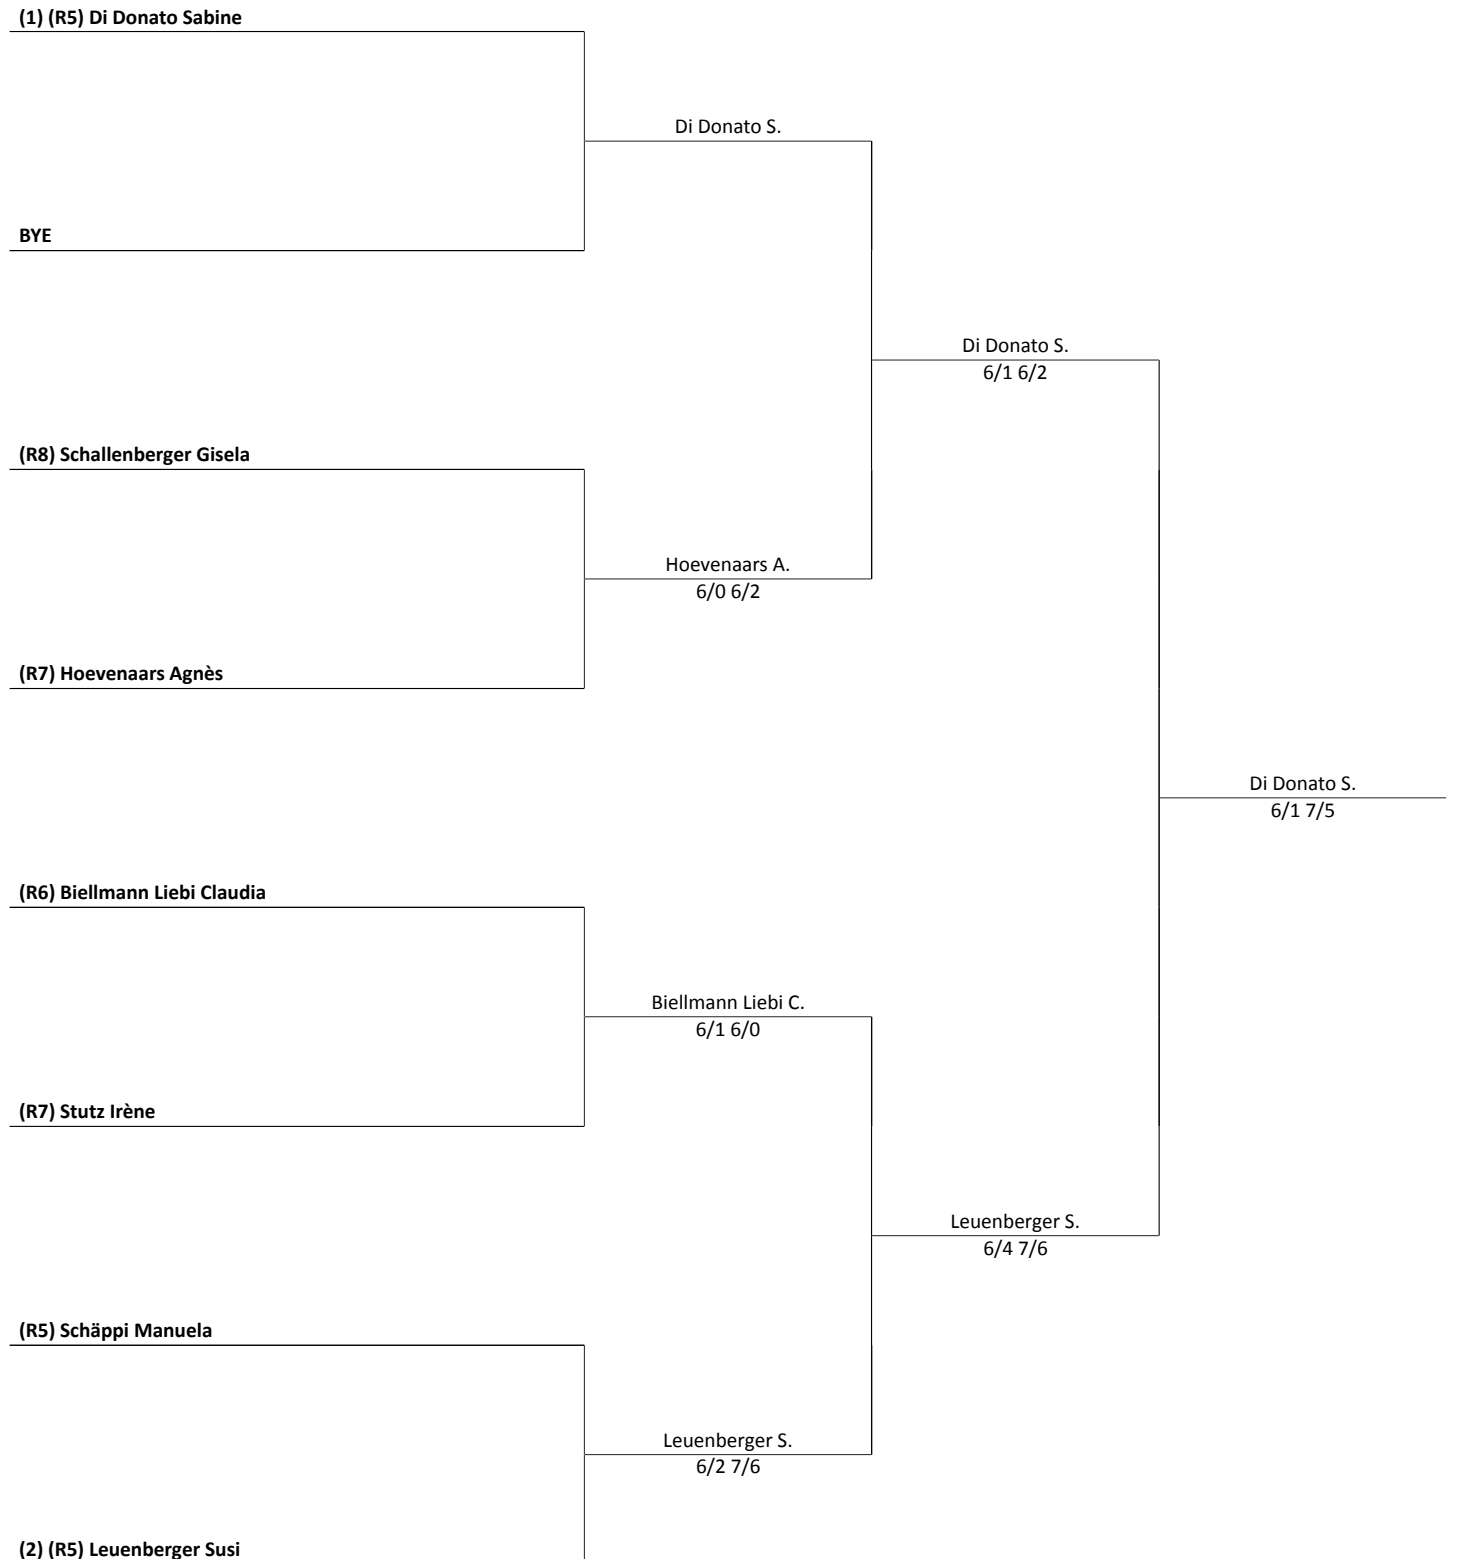 (1) (R5) Di Donato Sabine
Di Donato S.
BYE
Di Donato S.
6/1 6/2
(R8) Schallenberger Gisela
Hoevenaars A.
6/0 6/2
(R7) Hoevenaars Agnès
Di Donato S.
6/1 7/5
(R6) Biellmann Liebi Claudia
Biellmann Liebi C.
6/1 6/0
(R7) Stutz Irène
Leuenberger S.
6/4 7/6
(R5) Schäppi Manuela
Leuenberger S.
6/2 7/6
(2) (R5) Leuenberger Susi